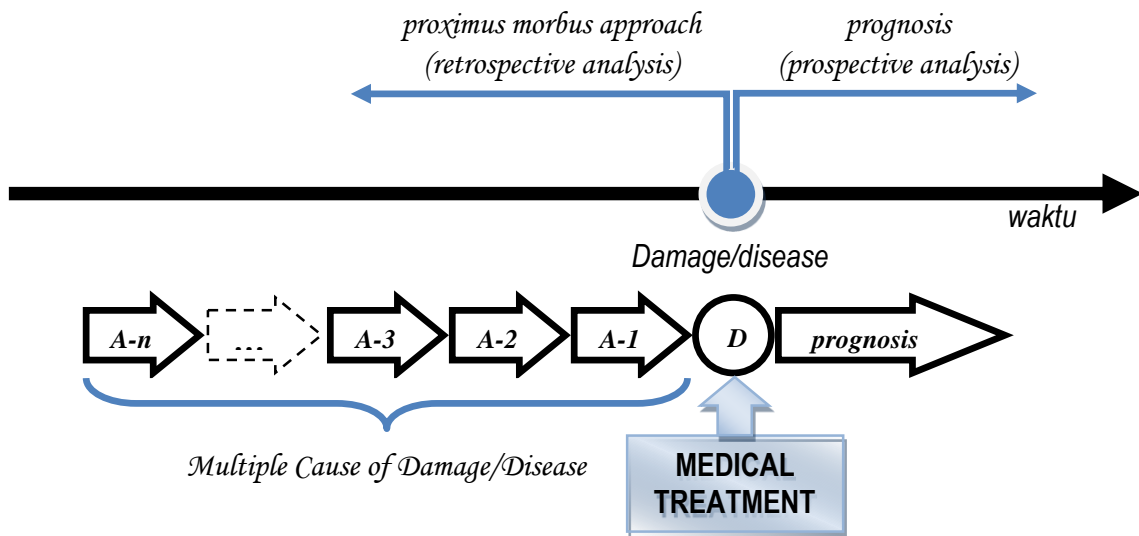 proximus morbus approach
(retrospective analysis)
prognosis
(prospective analysis)
waktu
Damage/disease
A-n
...
A-3
A-2
A-1
D
prognosis
Multiple Cause of Damage/Disease
MEDICAL
TREATMENT